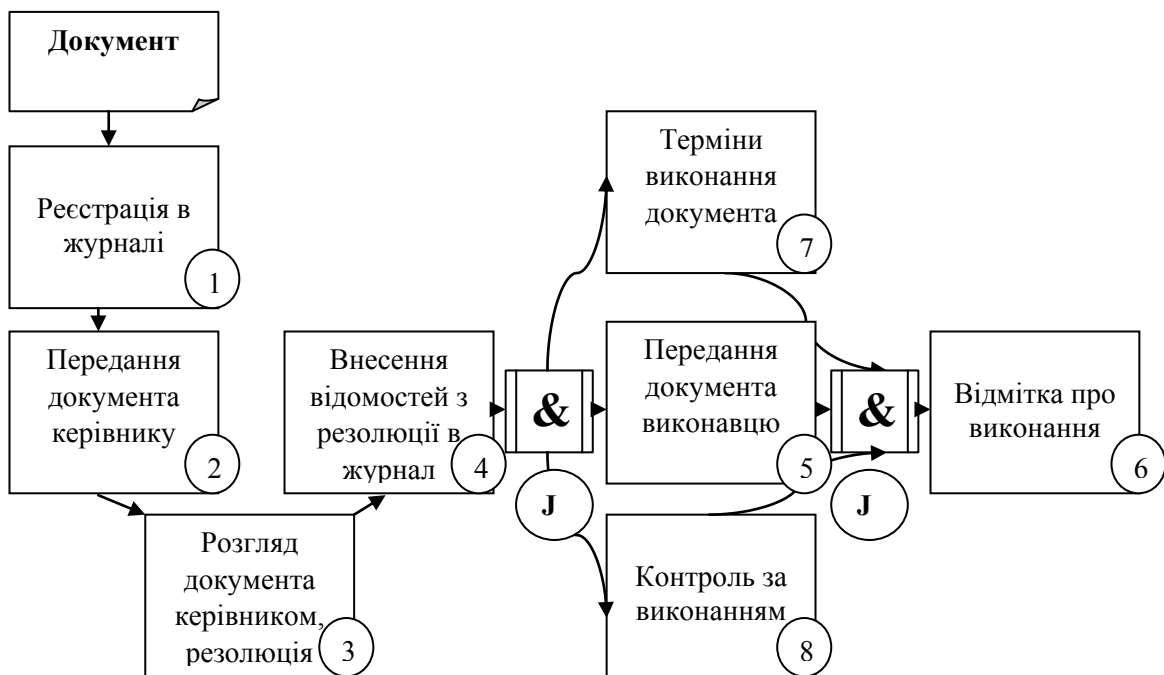 Документ
Реєстрація в
журналі
1
Передання
документа
керівнику
2
Розгляд
документа
керівником,
резолюція
3
Внесення
відомостей з
резолюції в
журнал
4
&
J
Терміни
виконання
документа
7
Передання
документа
виконавцю
5
Контроль за
виконанням
8
&
J
Відмітка про
виконання
6